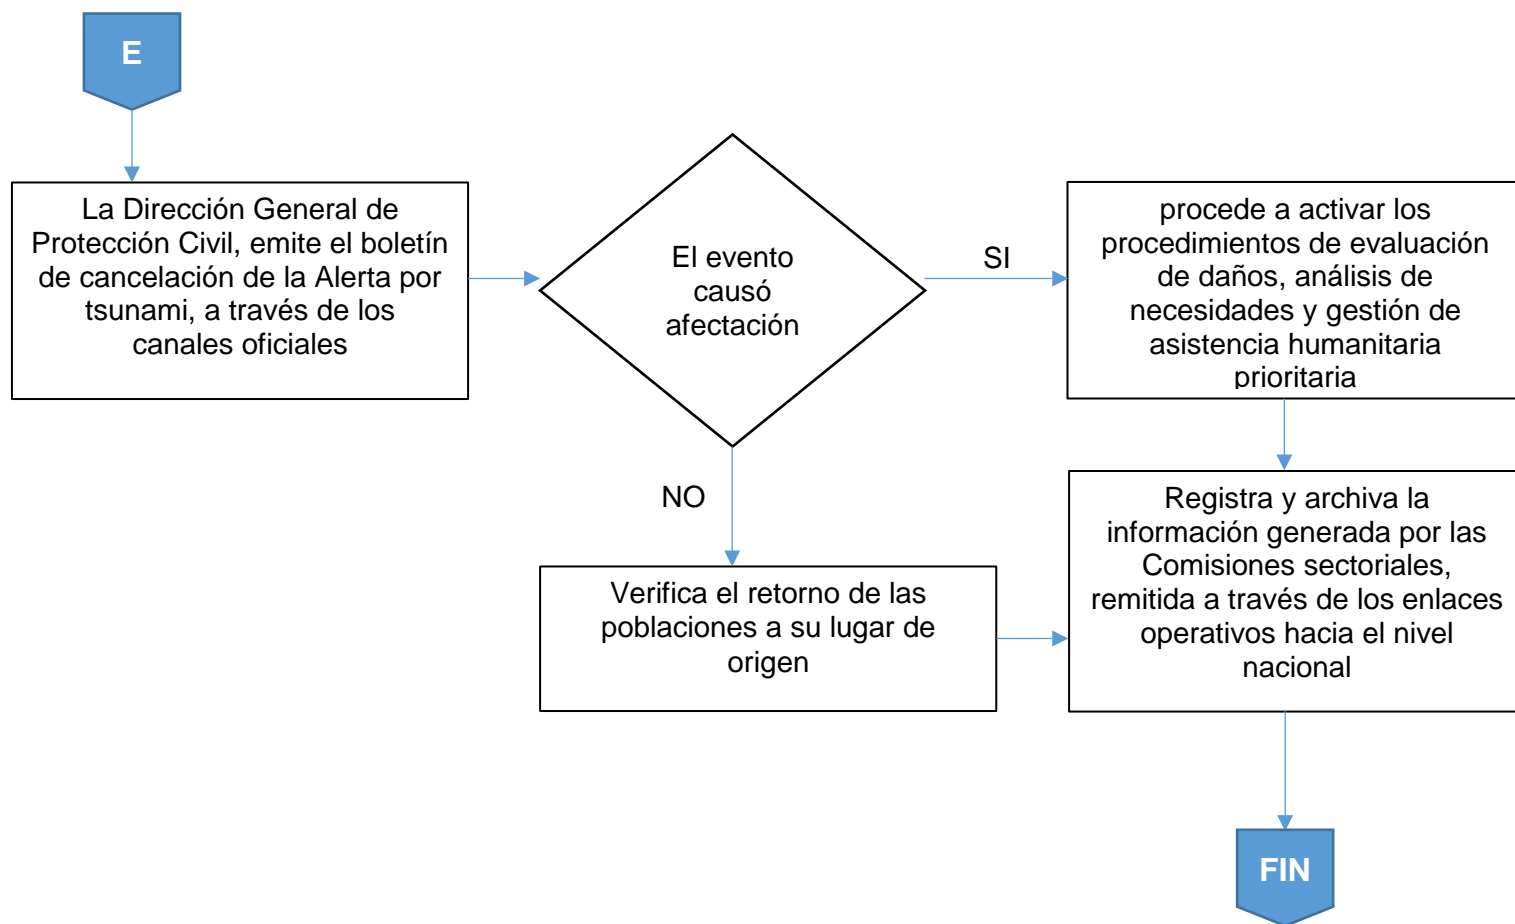 E
La Dirección General de
Protección Civil, emite el boletín
de cancelación de la Alerta por
tsunami, a través de los
canales oficiales
El evento
causó
afectación
SI
procede a activar los
procedimientos de evaluación
de daños, análisis de
necesidades y gestión de
asistencia humanitaria
prioritaria
NO
Verifica el retorno de las
poblaciones a su lugar de
origen
Registra y archiva la
información generada por las
Comisiones sectoriales,
remitida a través de los enlaces
operativos hacia el nivel
nacional
FIN